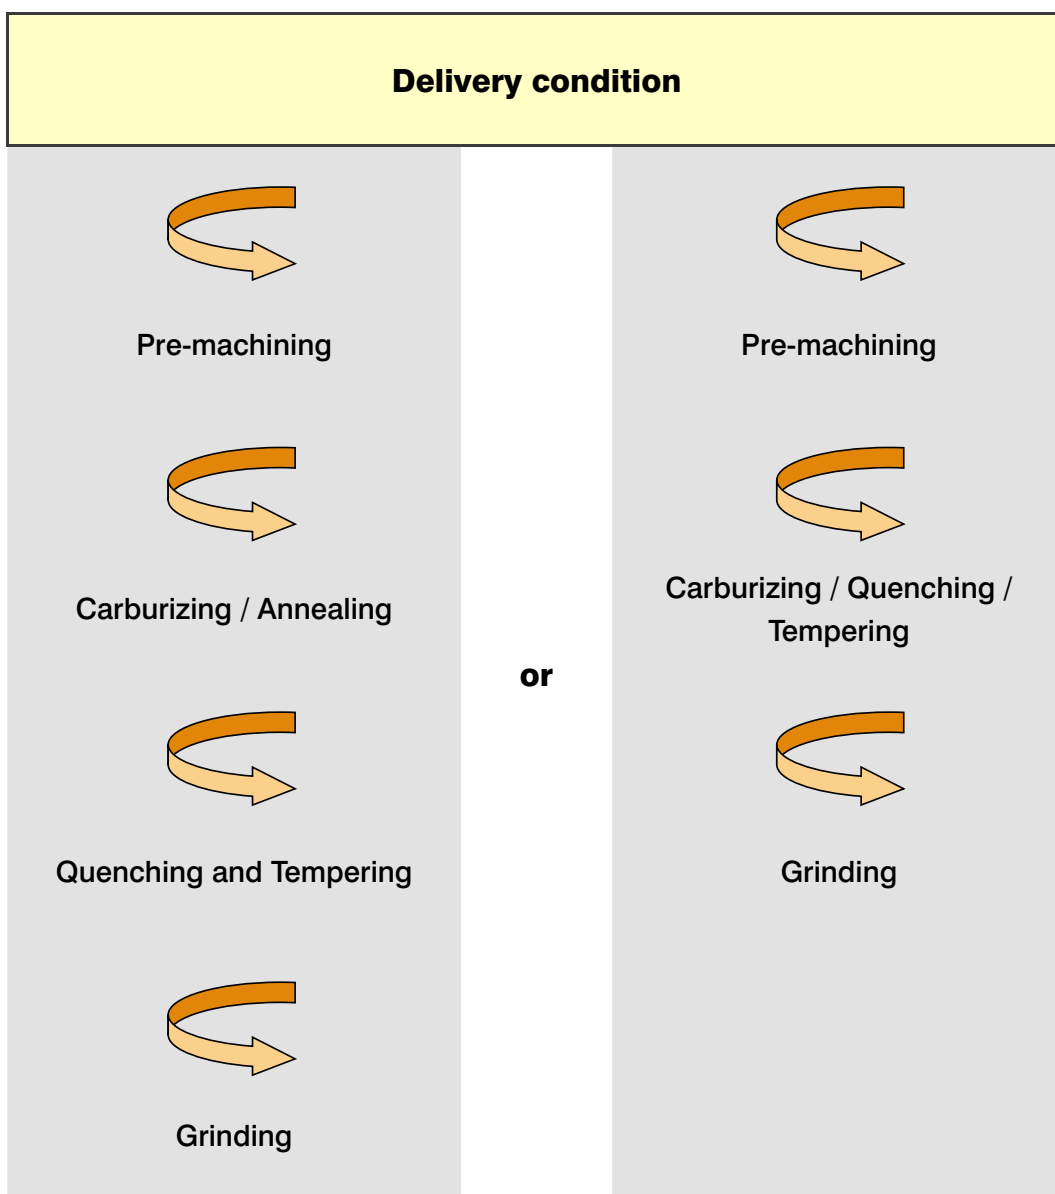 Delivery condition
Pre-machining
Carburizing / Annealing
Quenching and Tempering
Grinding
or
Pre-machining
Carburizing / Quenching /
Tempering
Grinding